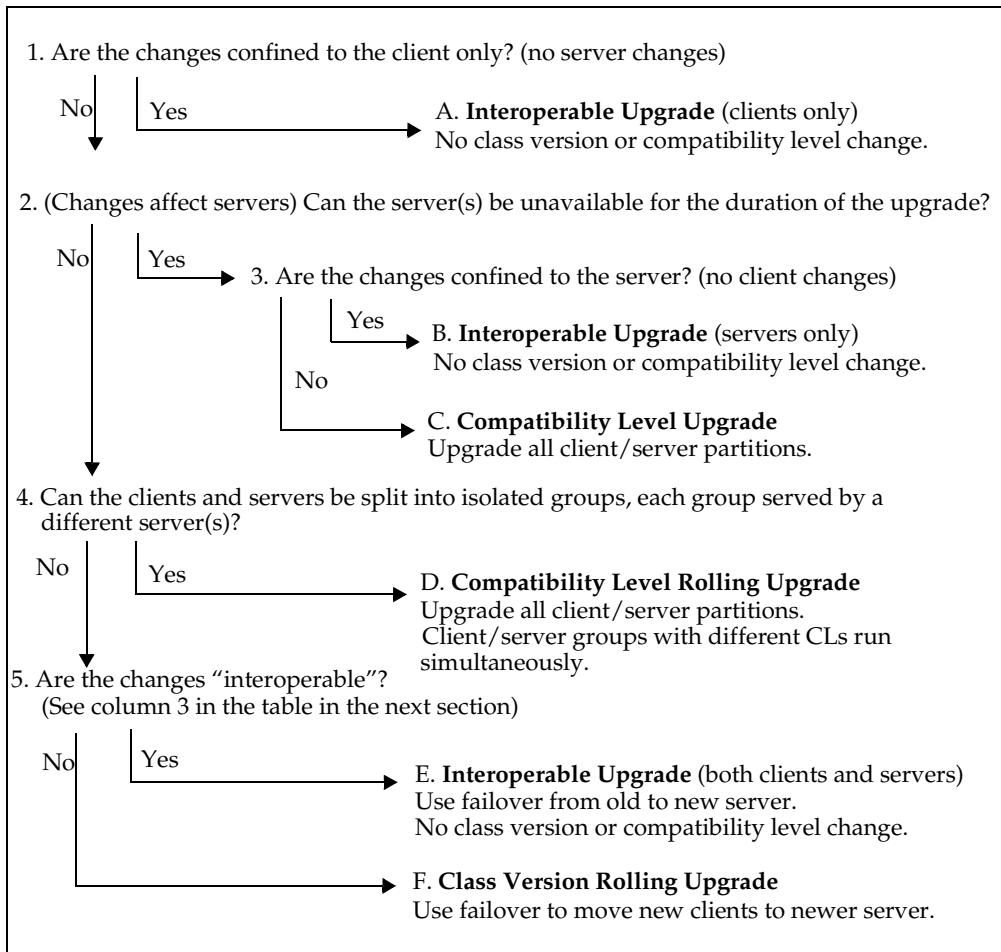 1. Are the changes confined to the client only? (no server changes)
No
Yes
A. Interoperable Upgrade (clients only)
No class version or compatibility level change.
2. (Changes affect servers) Can the server(s) be unavailable for the duration of the upgrade?
No
Yes
3. Are the changes confined to the server? (no client changes)
Yes
B. Interoperable Upgrade (servers only)
No class version or compatibility level change.
No
C. Compatibility Level Upgrade
Upgrade all client/server partitions.
4. Can the clients and servers be split into isolated groups, each group served by a
different server(s)?
No
Yes
D. Compatibility Level Rolling Upgrade
Upgrade all client/server partitions.
Client/server groups with different CLs run
simultaneously.
5. Are the changes “interoperable”?
(See column 3 in the table in the next section)
No
Yes
E. Interoperable Upgrade (both clients and servers)
Use failover from old to new server.
No class version or compatibility level change.
F. Class Version Rolling Upgrade
Use failover to move new clients to newer server.